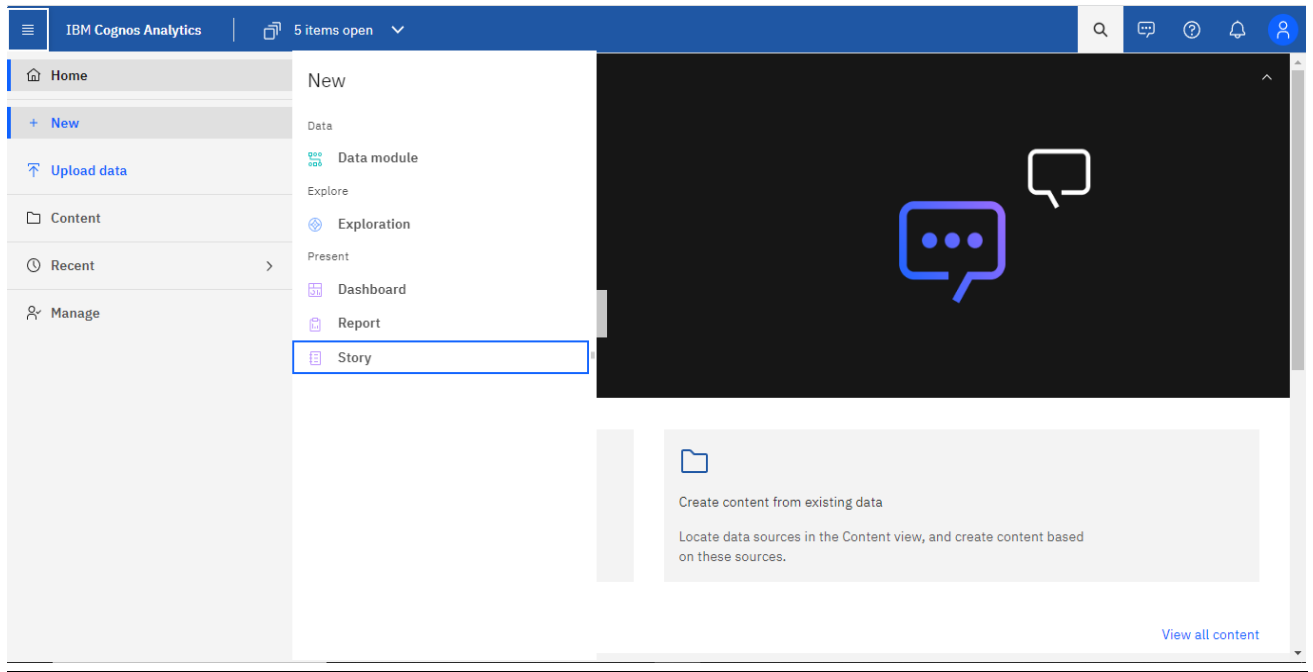 IBM Cognos Analytics
5 items open
Home
New
Upload data
Content
Recent
Manage
New
Data
Data module
Explore
Exploration
Present
Dashboard
Report
Story
Create content from existing data
Locate data sources in the Content view, and create content based
on these sources.
View all content